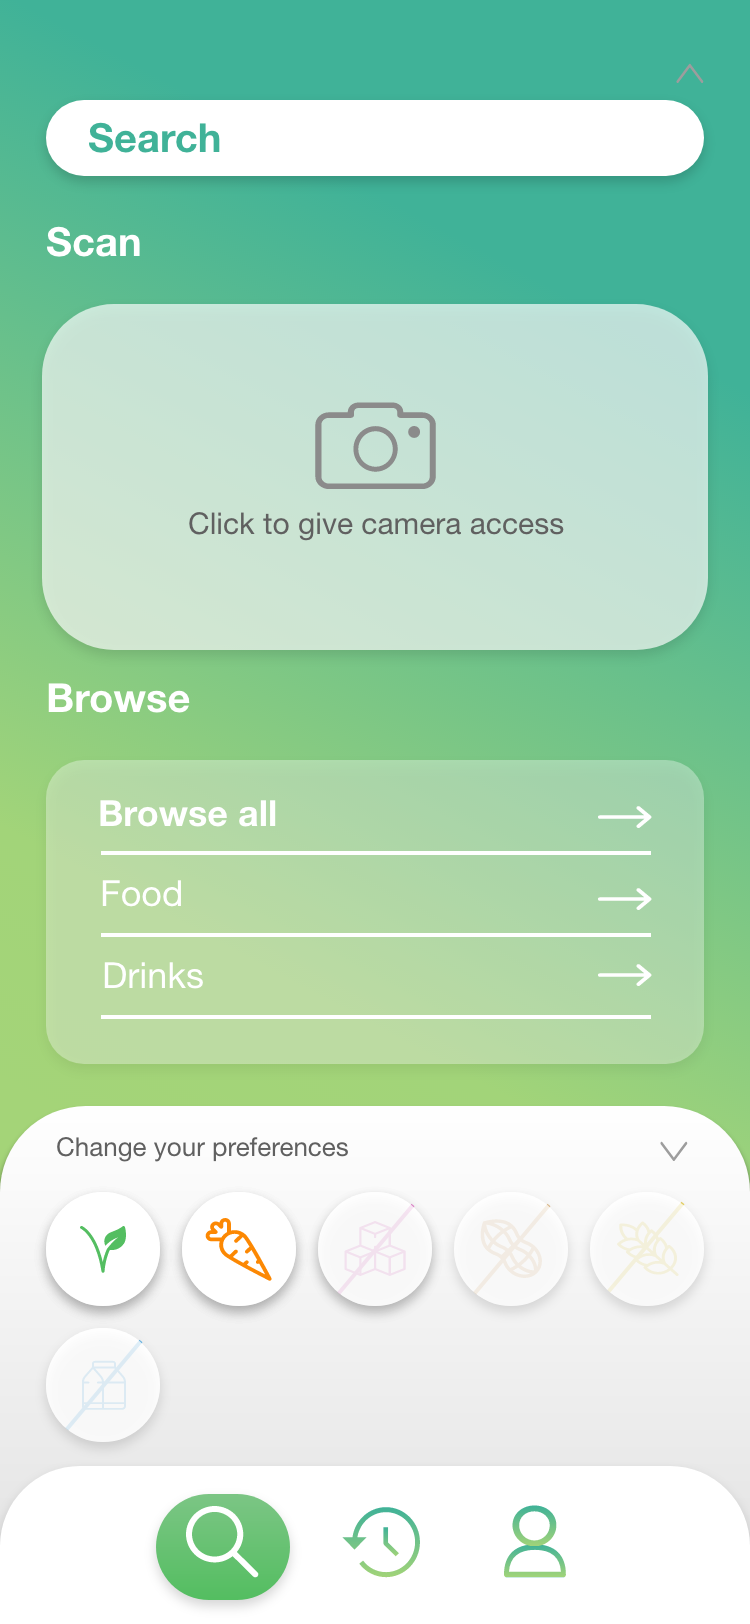 Search
Scan
Click to give camera access
Browse
Browse all
Food
Drinks
Change your preferences